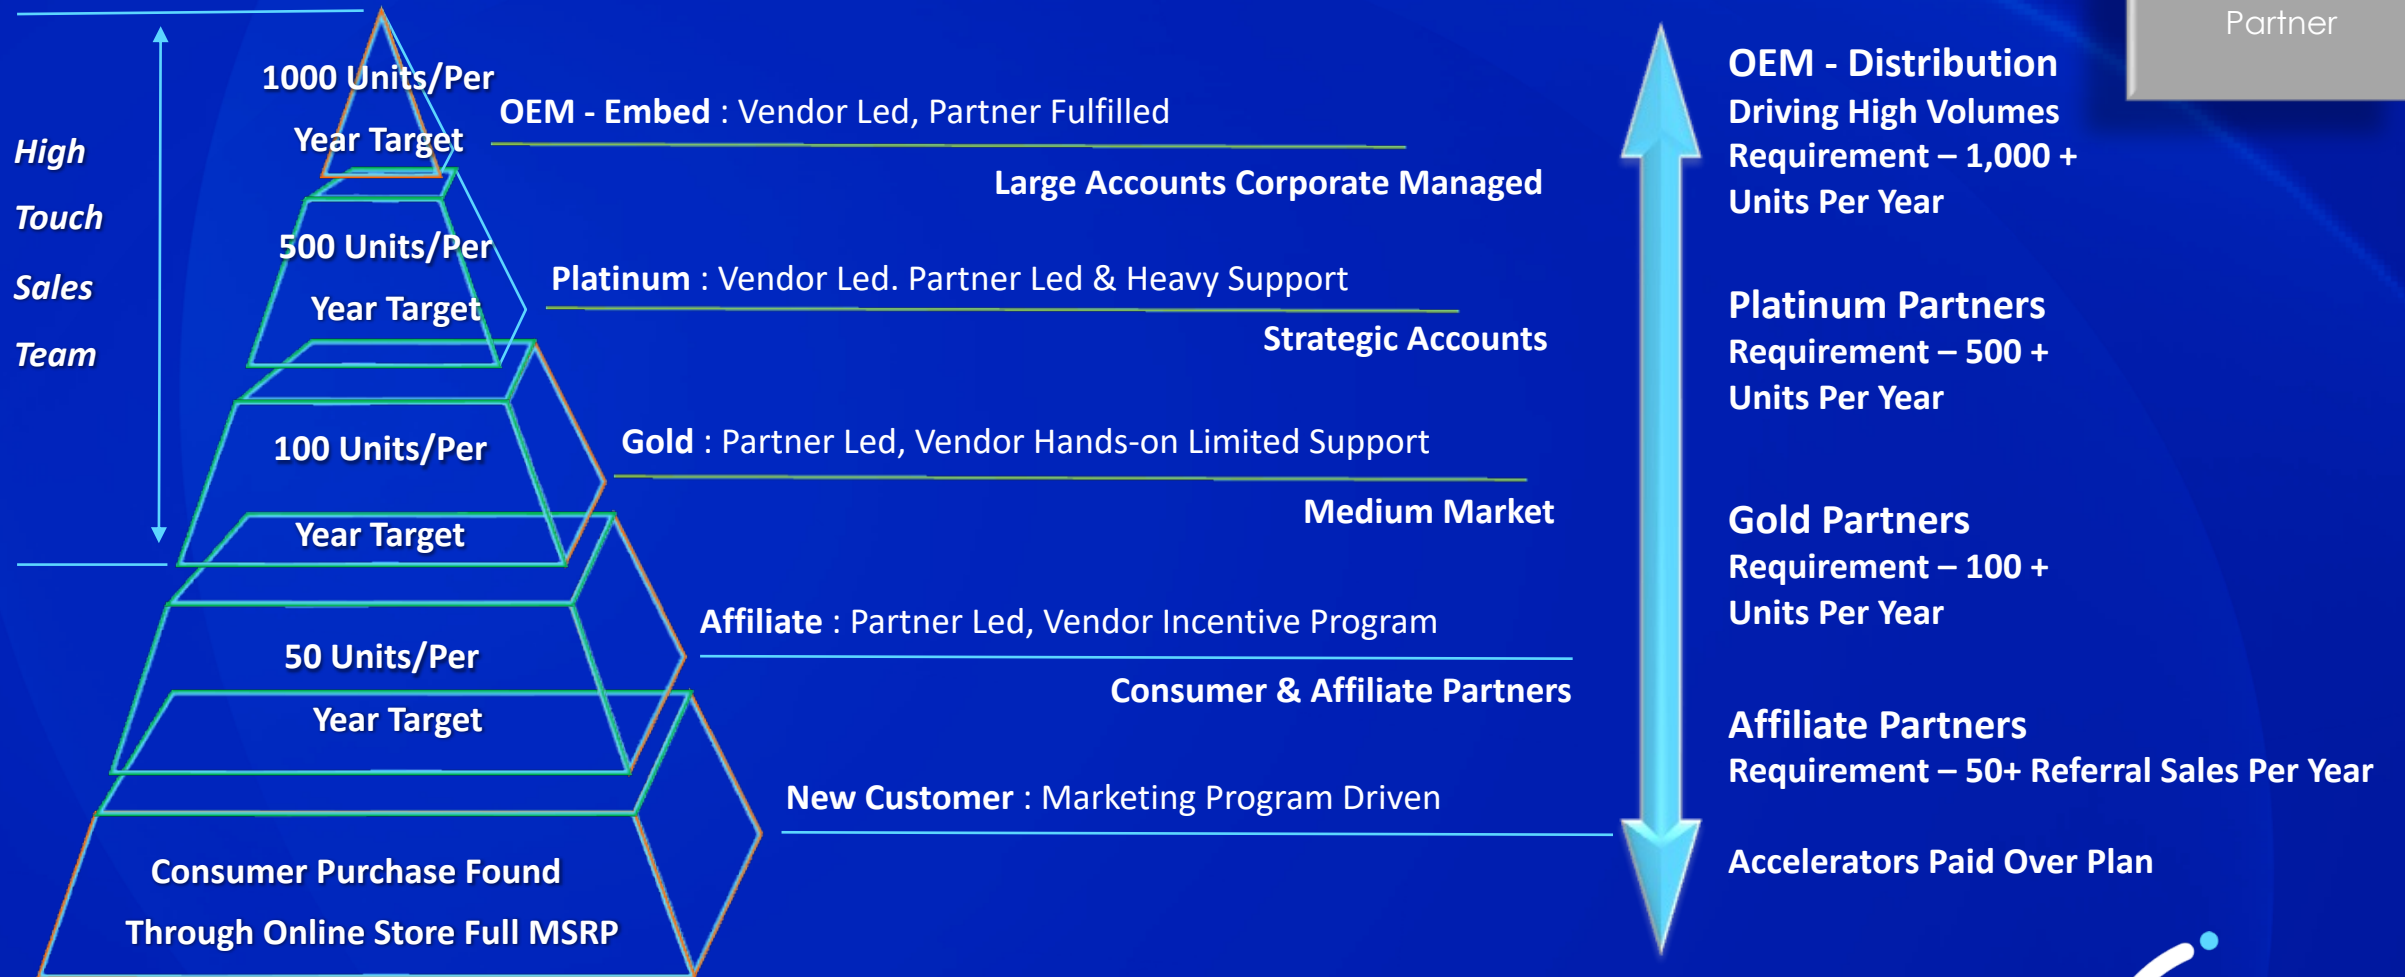 Partner
High
Touch
Sales
Team
1000 Units/Per
Year Target
500 Units/Per
Year Target
100 Units/Per
Year Target
50 Units/Per
Year Target
Consumer Purchase Found
Through Online Store Full MSRP
OEM - Embed : Vendor Led, Partner Fulfilled
Large Accounts Corporate Managed
Platinum : Vendor Led. Partner Led & Heavy Support
Strategic Accounts
Gold : Partner Led, Vendor Hands-on Limited Support
Medium Market
Affiliate : Partner Led, Vendor Incentive Program
Consumer & Affiliate Partners
New Customer : Marketing Program Driven
OEM - Distribution
Driving High Volumes
Requirement – 1,000 +
Units Per Year
Platinum Partners
Requirement – 500 +
Units Per Year
Gold Partners
Requirement – 100 +
Units Per Year
Affiliate Partners
Requirement – 50+ Referral Sales Per Year
Accelerators Paid Over Plan